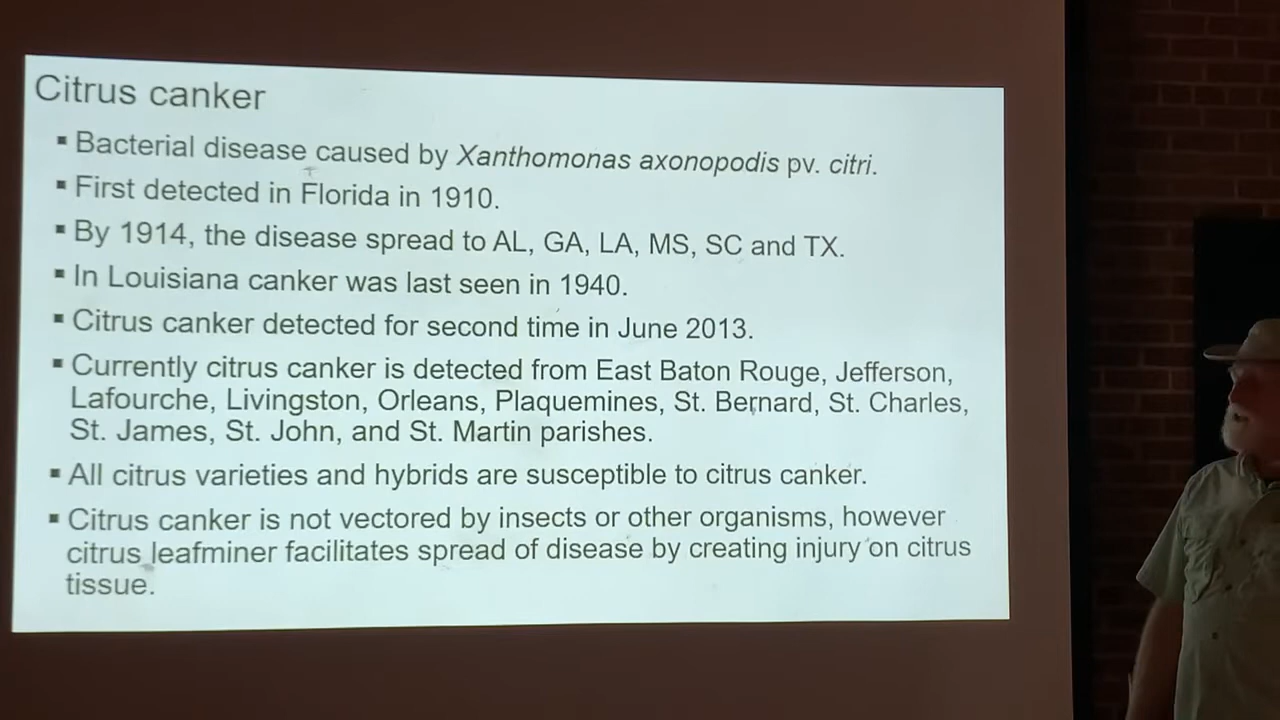 Citrus canker
▪ Bacterial disease caused by Xanthomonas axonopodis pv. citri.
▪ First detected in Florida in 1910.
▪ By 1914, the disease spread to AL, GA, LA, MS, SC and TX.
▪ In Louisiana canker was last seen in 1940.
▪ Citrus canker detected for second time in June 2013.
▪ Currently citrus canker is detected from East Baton Rouge, Jefferson,
Lafourche, Livingston, Orleans, Plaquemines, St. Bernard, St. Charles,
St. James, St. John, and St. Martin parishes.
▪ All citrus varieties and hybrids are susceptible to citrus canker.
▪ Citrus canker is not vectored by insects or other organisms, however
citrus leafminer facilitates spread of disease by creating injury on citrus
tissue.